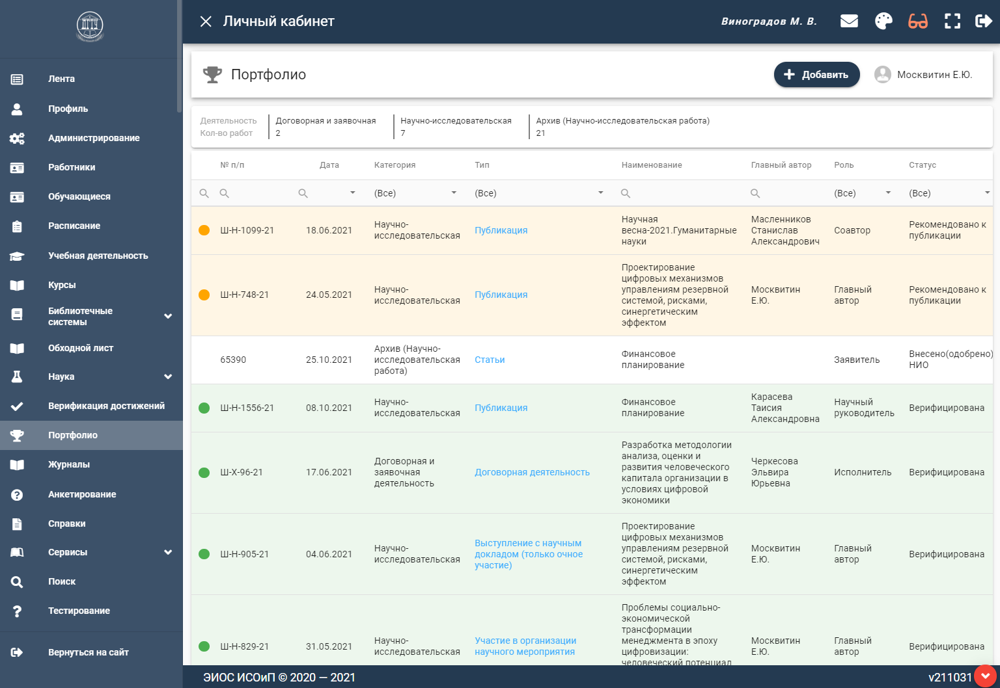 Личный кабинет
Виноградов М. В.
Лента
Профиль
Администрирование
Работники
Обучающиеся
Расписание
Учебная деятельность
Курсы
Библиотечные
системы
Обходной лист
Наука
Верификация достижений
Портфолио
Журналы
Анкетирование
Справки
Сервисы
Поиск
Тестирование
Вернуться на сайт
Портфолио
Добавить
Москвитин Е.Ю.
Деятельность
Кол-во работ
Договорная и заявочная
2
Научно-исследовательская
7
Архив (Научно-исследовательская работа)
21
№ п/п
Дата
Категория
Тип
Наименование
Главный автор
Роль
Статус
(Все)
(Все)
(Все)
(Все)
Ш-Н-1099-21
18.06.2021
Научно-
исследовательская
Публикация
Научная
весна-2021.Гуманитарные
науки
Масленников
Станислав
Александрович
Соавтор
Рекомендовано к
публикации
Ш-Н-748-21
24.05.2021
Научно-
исследовательская
Публикация
Проектирование
цифровых механизмов
управлениям резервной
системой, рисками,
синергетическим
эффектом
Москвитин
Е.Ю.
Главный
автор
Рекомендовано к
публикации
65390
25.10.2021
Архив (Научно-
исследовательская
работа)
Статьи
Финансовое
планирование
Заявитель
Внесено(одобрено)
НИО
Ш-Н-1556-21
08.10.2021
Научно-
исследовательская
Публикация
Финансовое
планирование
Карасева
Таисия
Александровна
Научный
руководитель
Верифицирована
Ш-Х-96-21
17.06.2021
Договорная и
заявочная
деятельность
Договорная деятельность
Разработка методологии
анализа, оценки и
развития человеческого
капитала организации в
условиях цифровой
экономики
Черкесова
Эльвира
Юрьевна
Исполнитель
Верифицирована
Ш-Н-905-21
04.06.2021
Научно-
исследовательская
Выступление с научным
докладом (только очное
участие)
Проектирование
цифровых механизмов
управлениям резервной
системой, рисками,
синергетическим
эффектом
Москвитин
Е.Ю.
Главный
автор
Верифицирована
Ш-Н-829-21
31.05.2021
Научно-
исследовательская
Участие в организации
научного мероприятия
Проблемы социально-
экономической
трансформации
менеджмента в эпоху
цифровизации:
человеческий потенциал
Москвитин
Е.Ю.
Главный
автор
Верифицирована
ЭИОС ИСОиП © 2020 — 2021
v211031